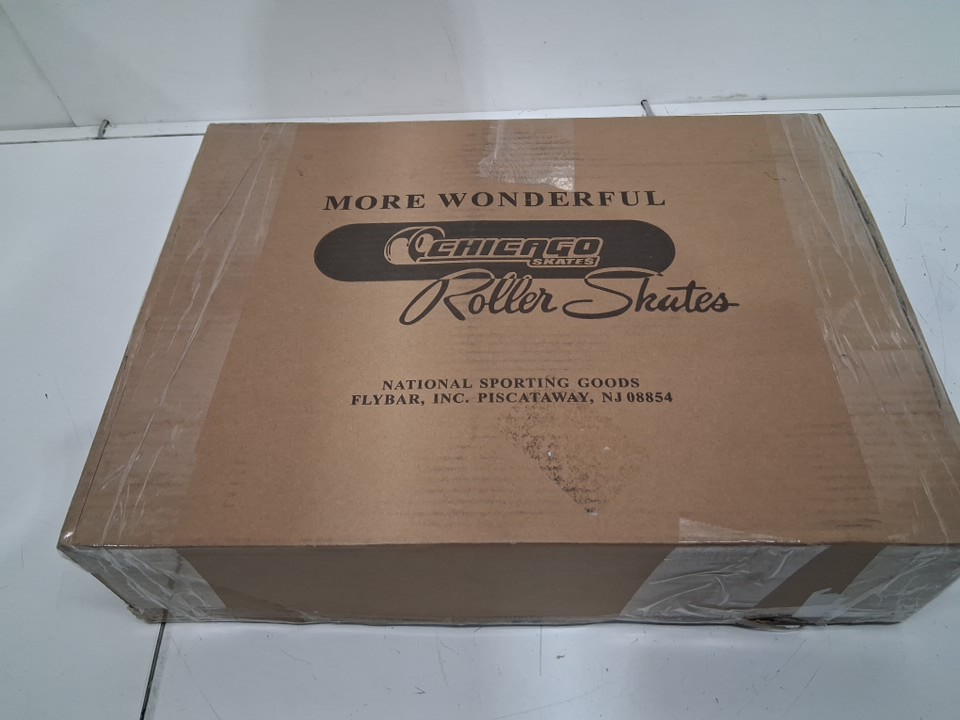 MORE WONDERFUL
CHICAGO
SKATES
Roller Skates
NATIONAL SPORTING GOODS
FLYBAR, INC. PISCATAWAY, NJ 08854